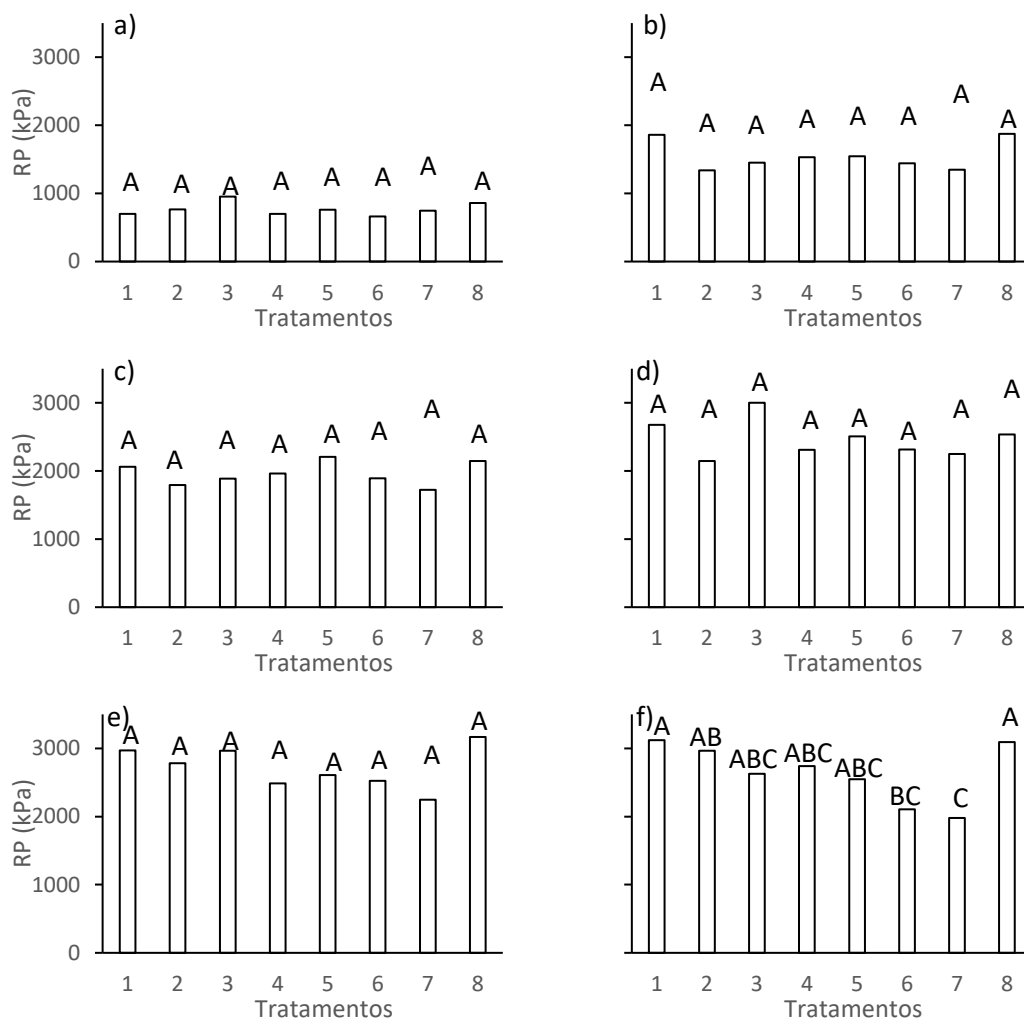 a)
3000
2000
1000
0
RP (kPa)
A A A A A A A A
1 2 3 4 5 6 7 8
Tratamentos
b)
A A A A A A A A
1 2 3 4 5 6 7 8
Tratamentos
c)
3000
2000
1000
0
RP (kPa)
A A A A A A A A
1 2 3 4 5 6 7 8
Tratamentos
d)
A A A A A A A A
1 2 3 4 5 6 7 8
Tratamentos
e)
3000
2000
1000
0
RP (kPa)
A A A A A A A A
1 2 3 4 5 6 7 8
Tratamentos
f)
A AB ABC ABC ABC BC C A
1 2 3 4 5 6 7 8
Tratamentos